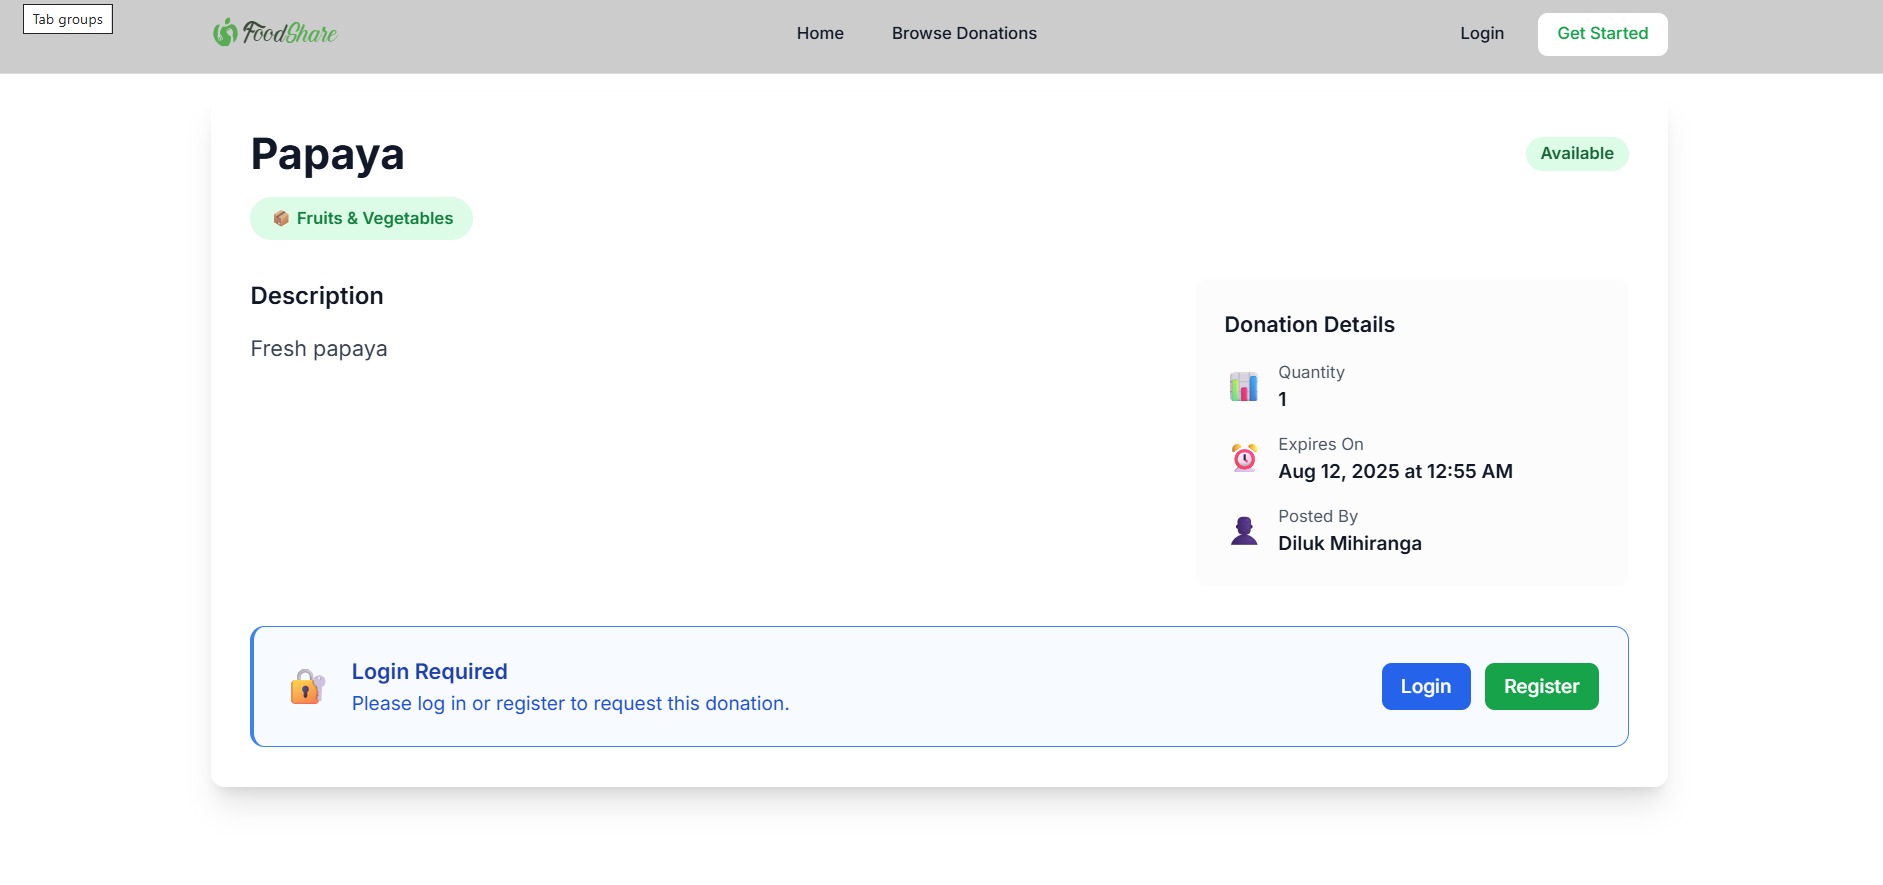 Tab groups
FoodShare
Home
Browse Donations
Login
Get Started
Papaya
Available
Fruits & Vegetables
Description
Fresh papaya
Donation Details
Quantity
1
Expires On
Aug 12, 2025 at 12:55 AM
Posted By
Diluk Mihiranga
Login Required
Please log in or register to request this donation.
Login
Register